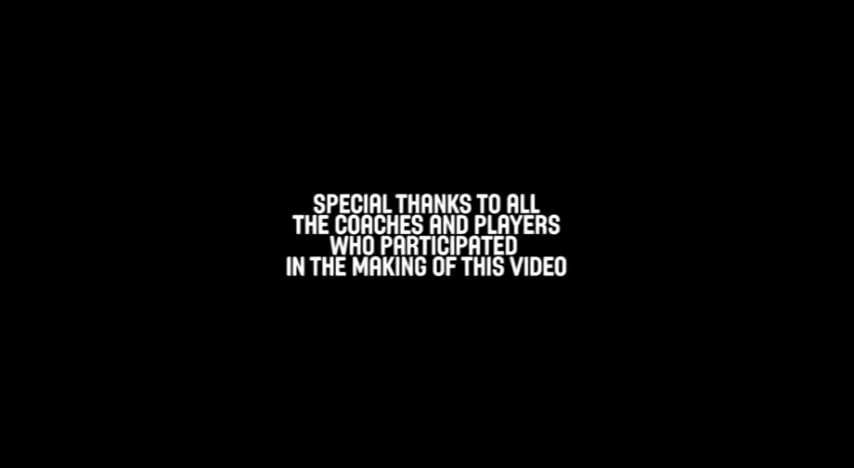 SPECIAL THANKS TO ALL
THE COACHES AND PLAYERS
WHO PARTICIPATED
IN THE MAKING OF THIS VIDEO